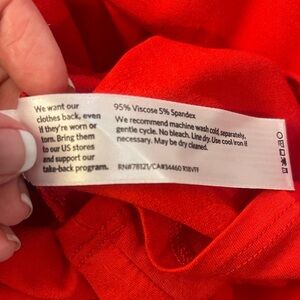 We want our
clothes back, even
if they're worn or
torn. Bring them
to our US stores
and support our
take-back program.
95% Viscose 5% Spandex
We recommend machine wash cold, separately,
gentle cycle. No bleach. Line dry. Use cool iron if
necessary. May be dry cleaned.
RN#78121/CA#34460 R18V11